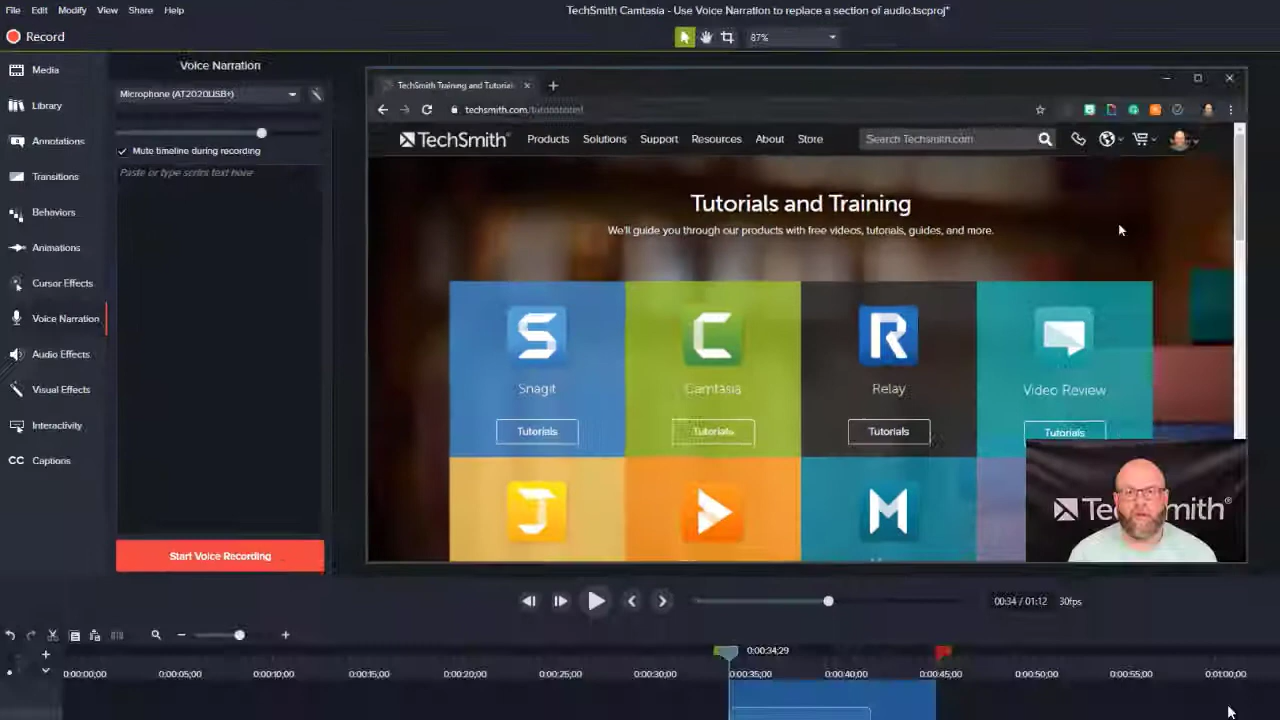 File Edit Modify View Share Help
TechSmith Camtasia - Use Voice Narration to replace a section of audio.tscproj*
Record
87%
Media
Library
Annotations
Transitions
Behaviors
Animations
Cursor Effects
Voice Narration
Audio Effects
Visual Effects
Interactivity
CC Captions
Voice Narration
Microphone (AT2020USB+)
Mute timeline during recording
Paste or type script text here
Start Voice Recording
TechSmith Training and Tutorials
techsmith.com/
TechSmith® Products Solutions Support Resources About Store Search Techsmith.com
Tutorials and Training
We'll guide you through our products with free videos, tutorials, guides, and more.
Snagit Camtasia Relay Video Review
Tutorials Tutorials Tutorials Tutorials
00:34 / 01:12 30fps
0:00:34;29
0:00:00;00 0:00:05;00 0:00:10;00 0:00:15;00 0:00:20;00 0:00:25;00 0:00:30;00 0:00:35;00 0:00:40;00 0:00:45;00 0:00:50;00 0:00:55;00 0:01:00;00